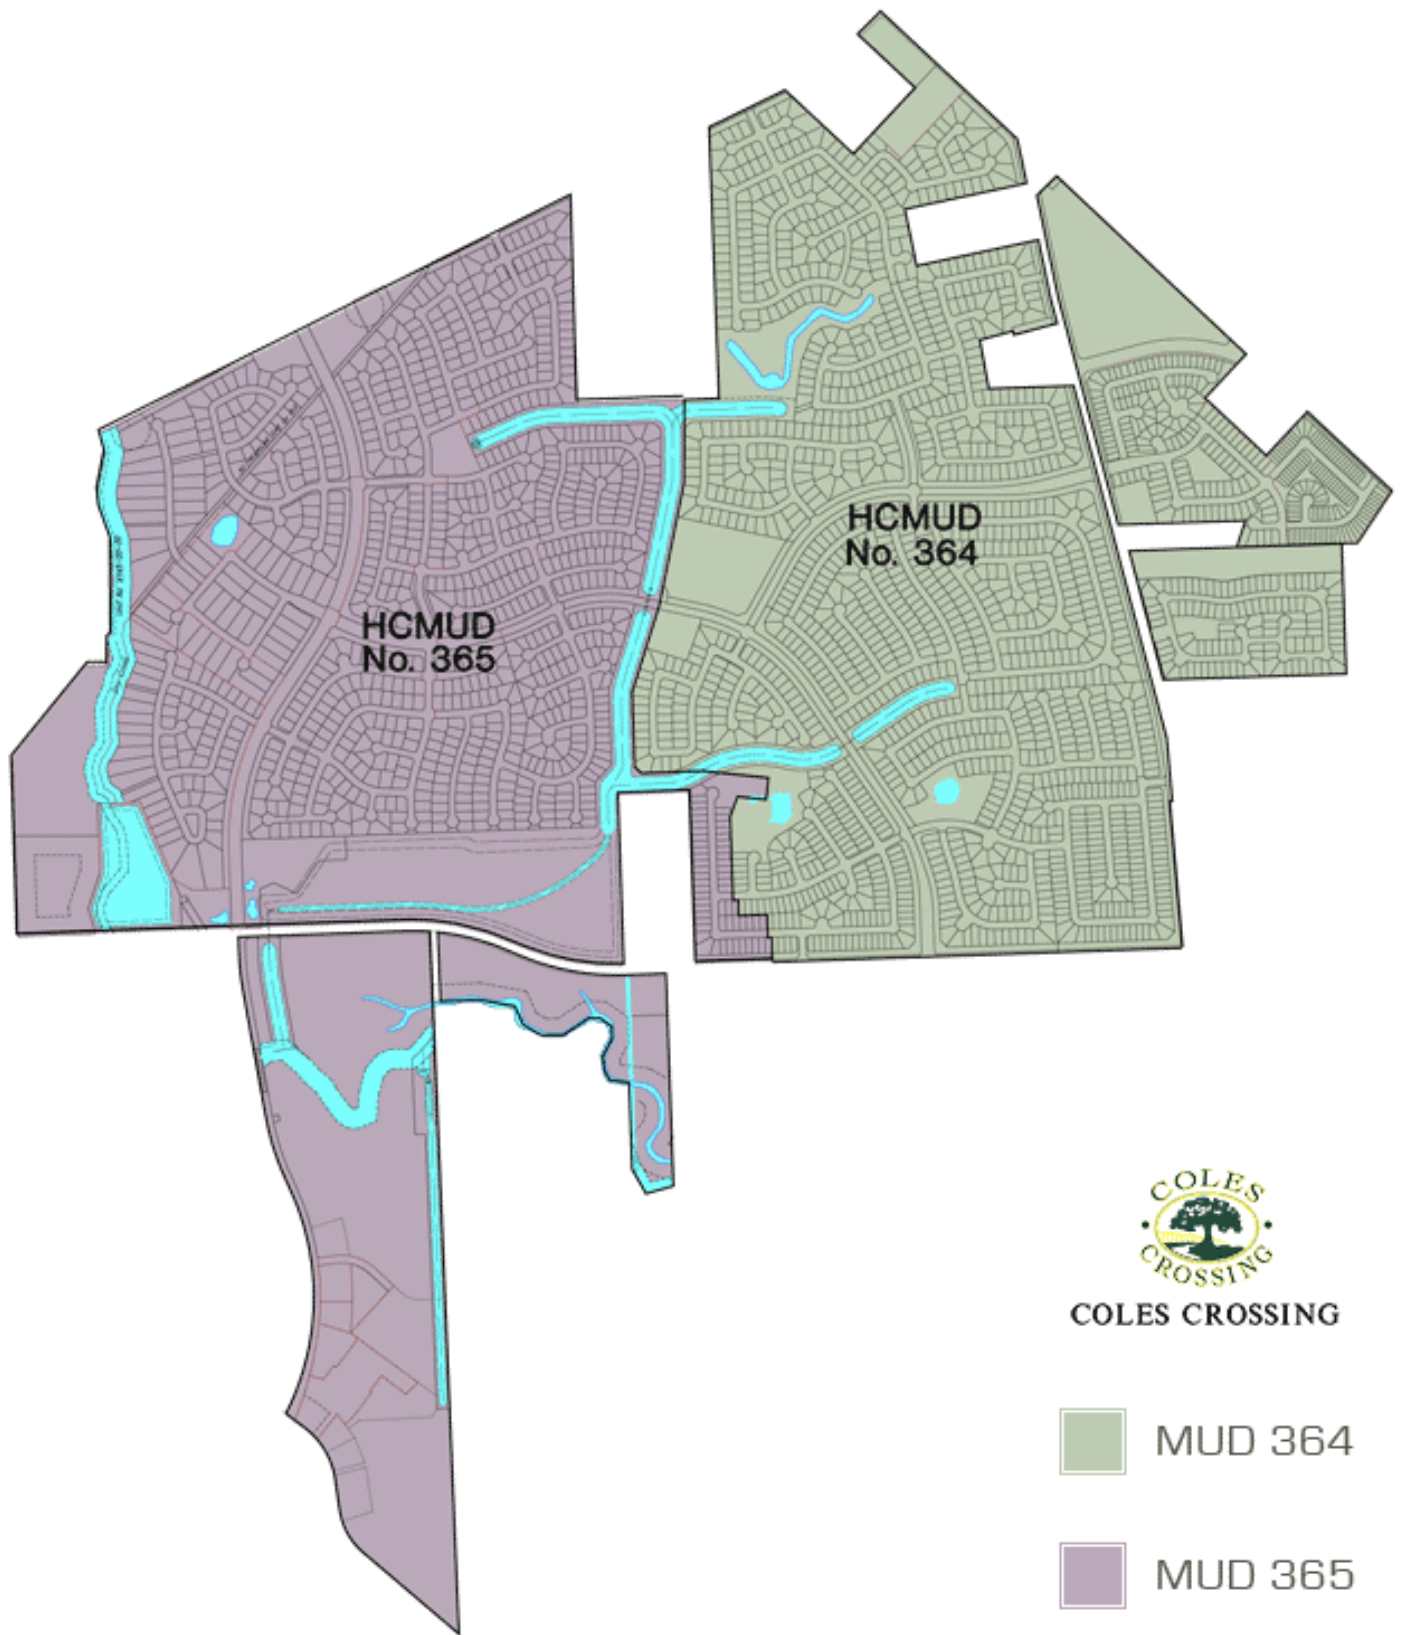 HCMUD
No. 364
HCMUD
No. 365
COLES
CROSSING
COLES CROSSING
MUD 364
MUD 365